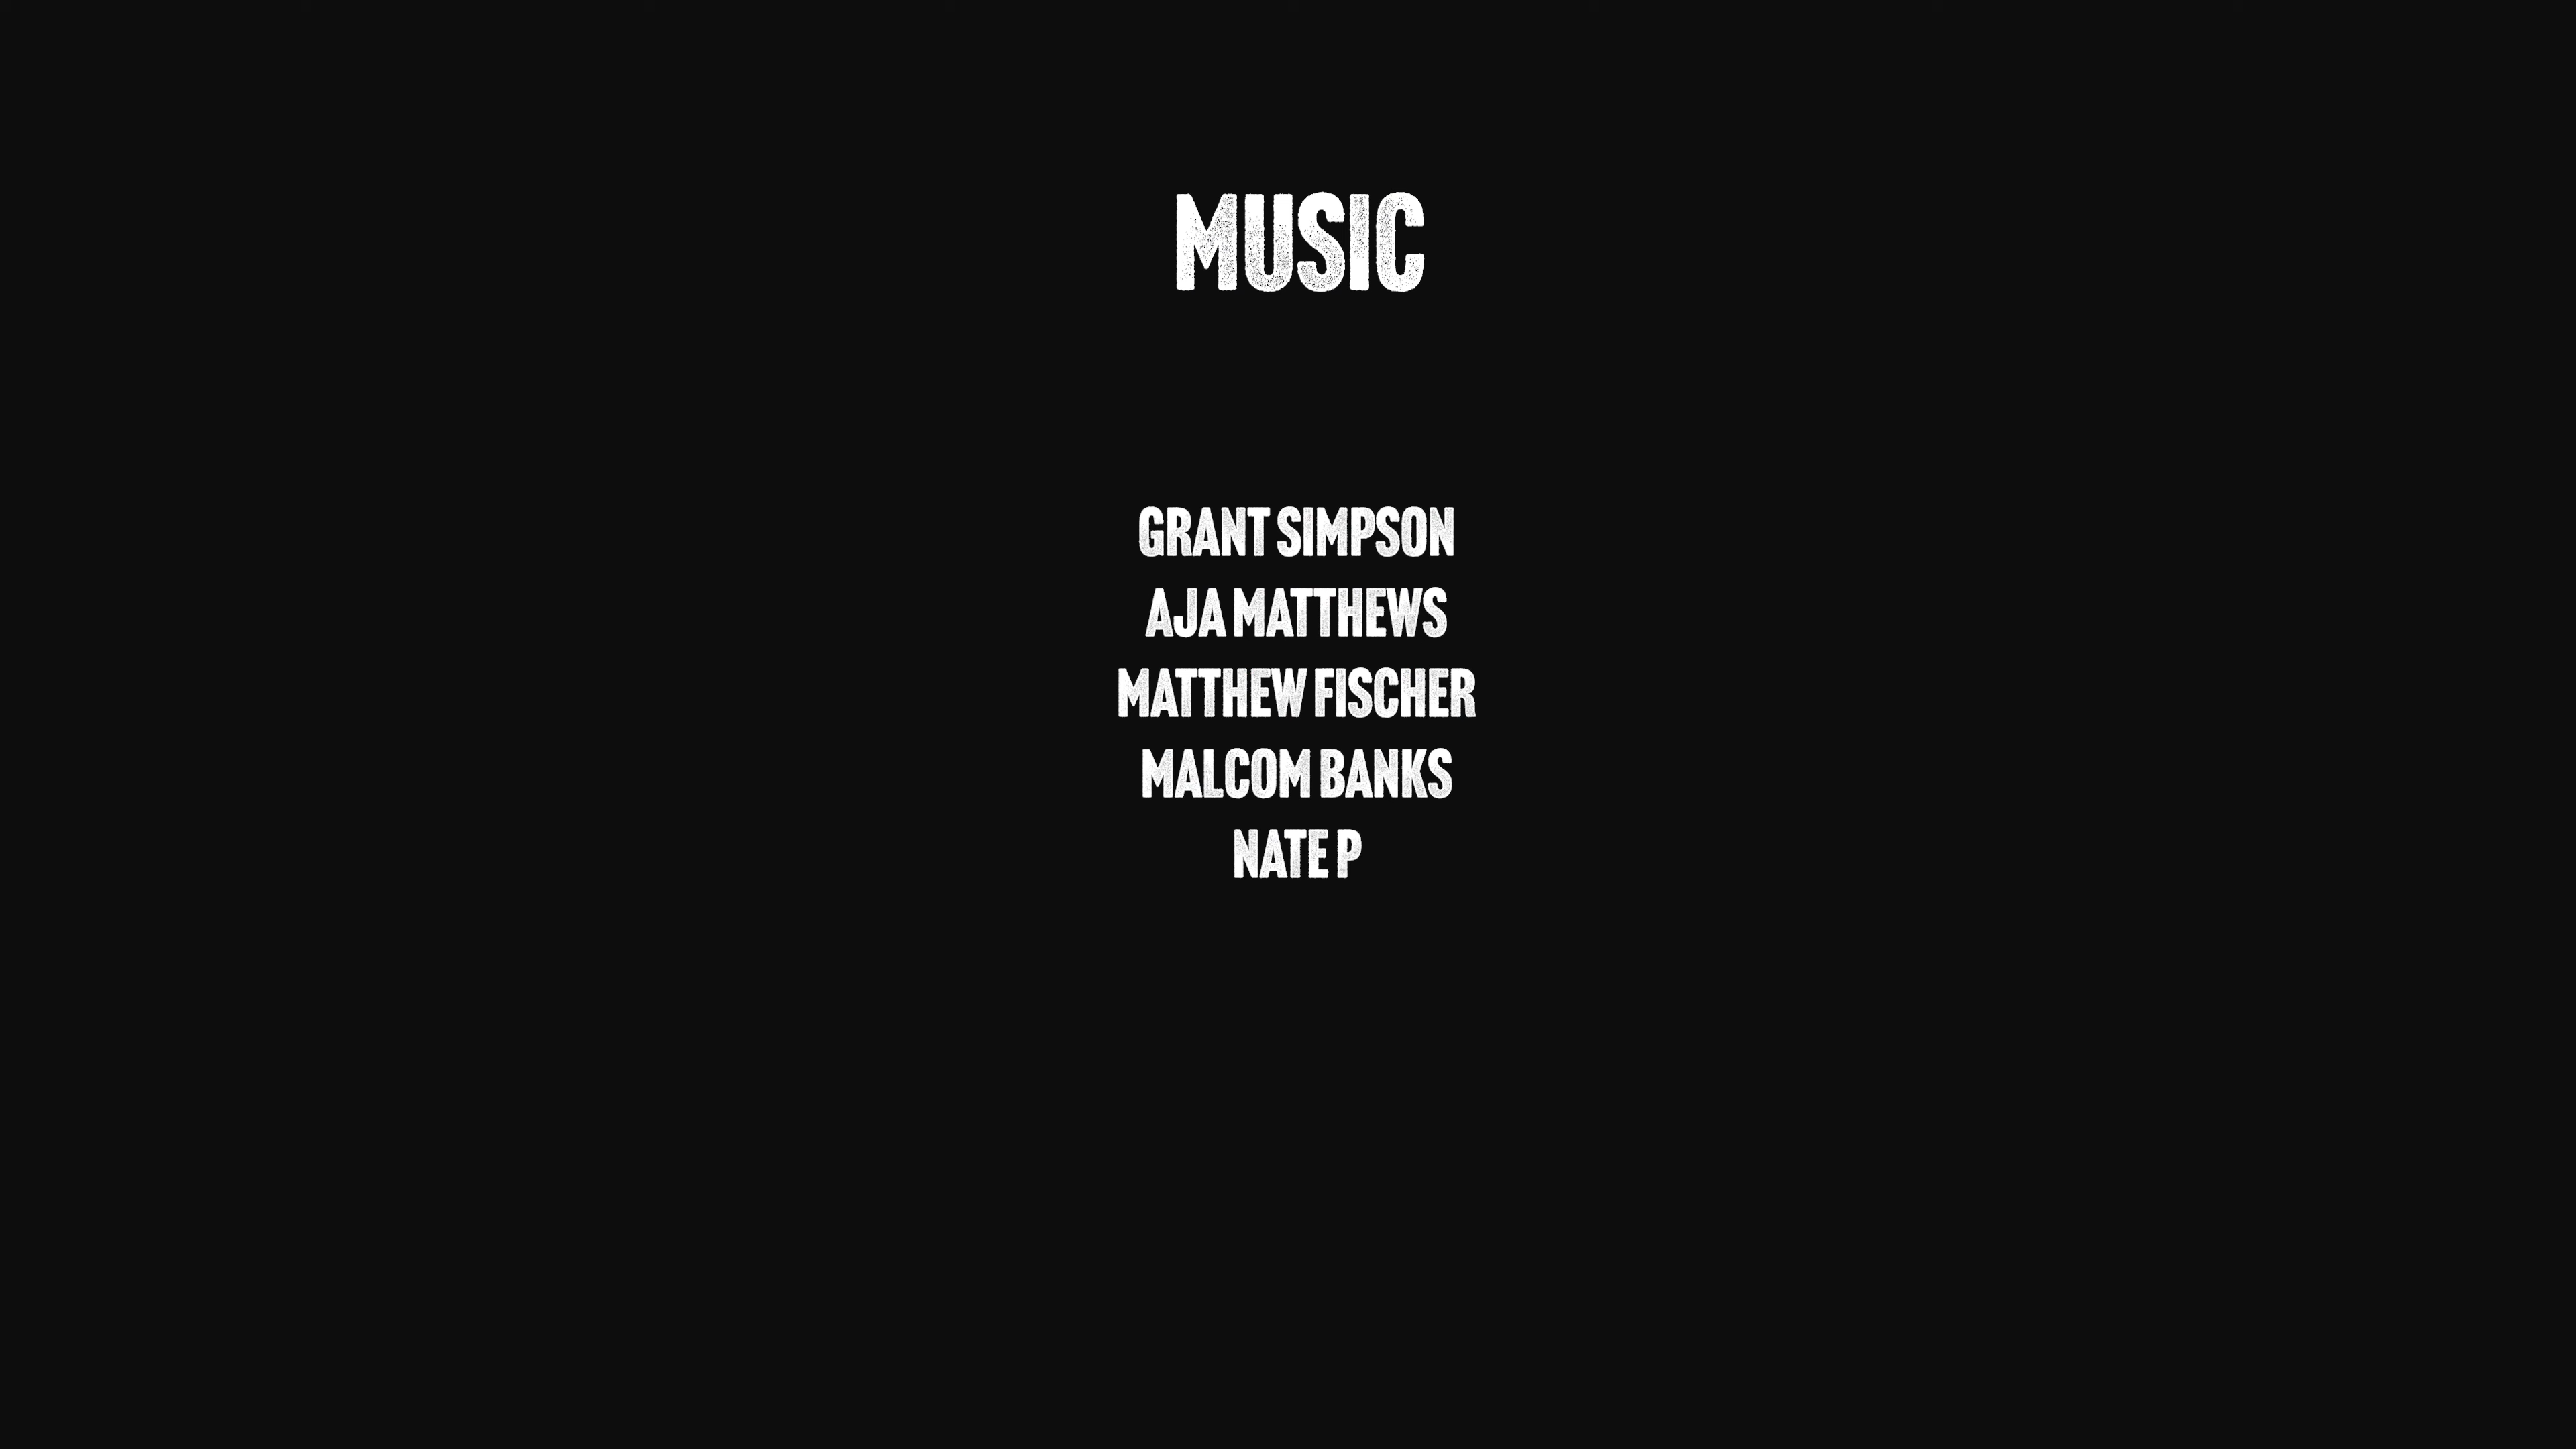 MUSIC
GRANT SIMPSON
AJA MATTHEWS
MATTHEW FISCHER
MALCOM BANKS
NATE P